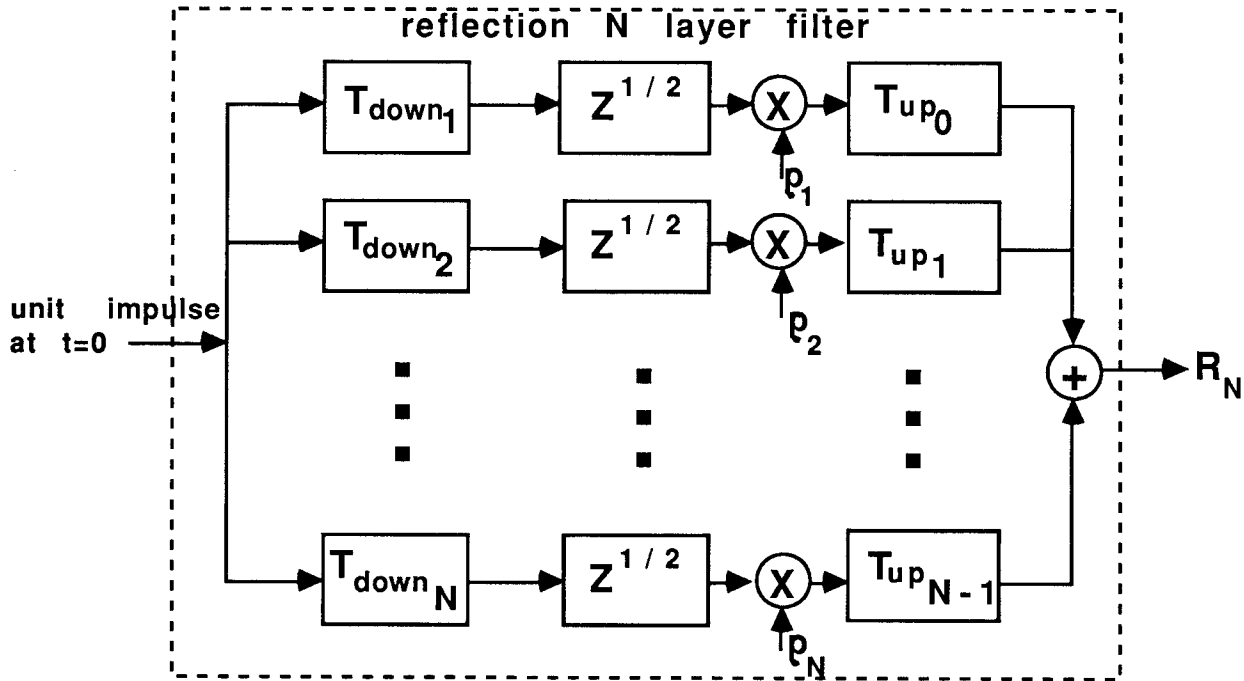 reflection N layer filter
T down 1
Z 1 / 2
X
T up 0
ρ 1
T down 2
Z 1 / 2
X
T up 1
ρ 2
unit impulse
at t=0
+
R N
T down N
Z 1 / 2
X
T up N - 1
ρ N